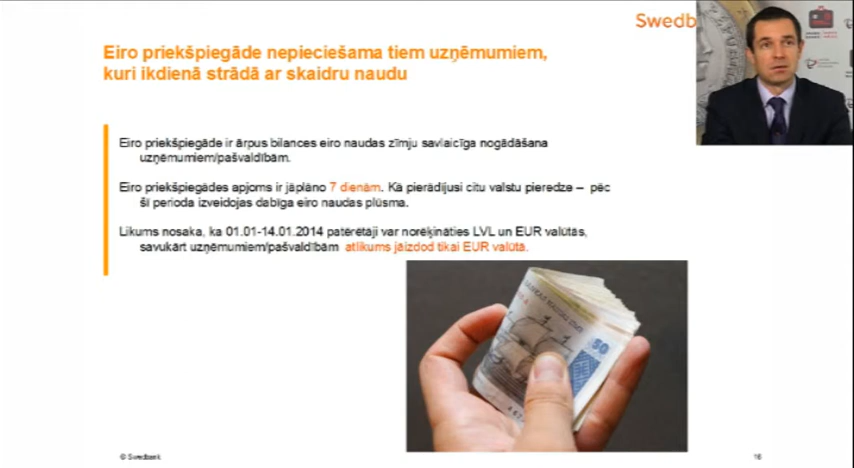 Swedb
Eiro priekšpiegāde nepieciešama tiem uzņēmumiem,
kuri ikdienā strādā ar skaidru naudu
Eiro priekšpiegāde ir ārpus bilances eiro naudas zīmju savlaicīga nogādāšana
uzņēmumiem/pašvaldībām.
Eiro priekšpiegādes apjoms ir jāplāno 7 dienām. Kā pierādījusi citu valstu pieredze – pēc
šī perioda izveidojas dabīga eiro naudas plūsma.
Likums nosaka, ka 01.01-14.01.2014 patērētāji var norēķināties LVL un EUR valūtās,
savukārt uzņēmumiem/pašvaldībām atlikums jāizdod tikai EUR valūtā.
50
© Swedbank
16